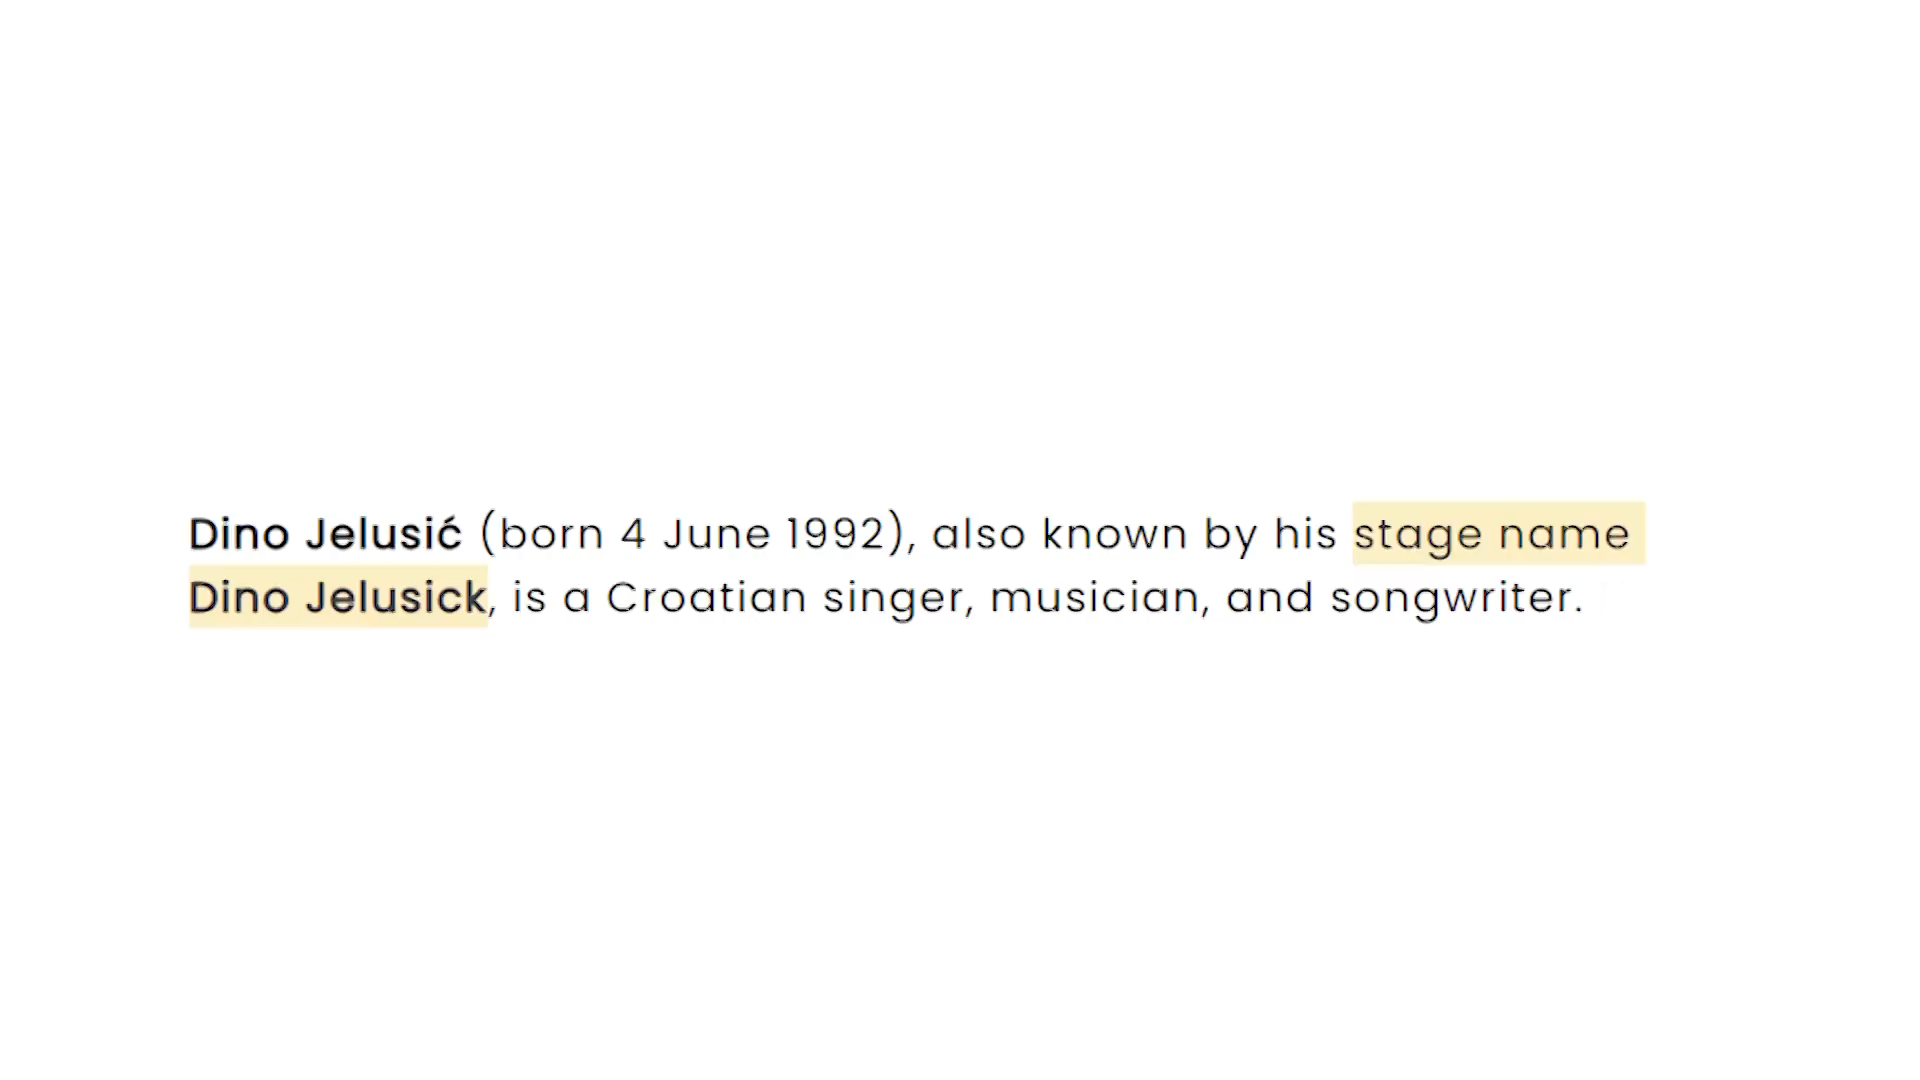 Dino Jelusić (born 4 June 1992), also known by his stage name
Dino Jelusick, is a Croatian singer, musician, and songwriter.